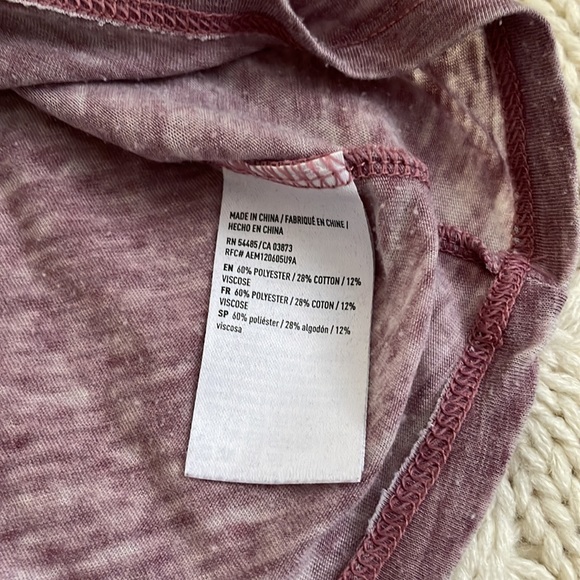 MADE IN CHINA / FABRIQUÉ EN CHINE |
HECHO EN CHINA
RN 54485/CA 03873
RFC# AEM120605U9A
EN 60% POLYESTER / 28% COTTON / 12%
VISCOSE
FR 60% POLYESTER / 28% COTON / 12%
VISCOSE
SP 60% poliéster / 28% algodón / 12%
viscosa